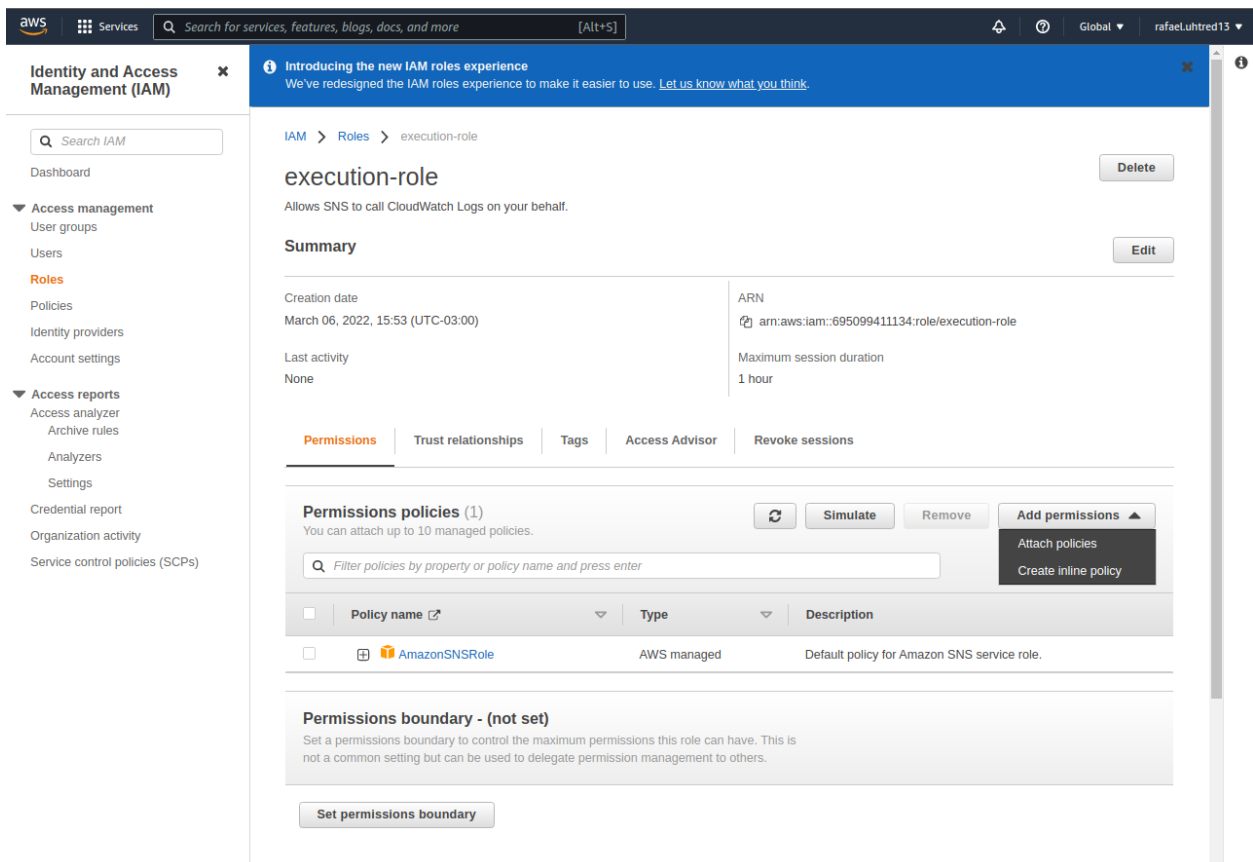 aws
Services
Search for services, features, blogs, docs, and more
[Alt+S]
Global
rafael.uhtred13
Identity and Access
Management (IAM)
Search IAM
Dashboard
Access management
User groups
Users
Roles
Policies
Identity providers
Account settings
Access reports
Access analyzer
Archive rules
Analyzers
Settings
Credential report
Organization activity
Service control policies (SCPs)
Introducing the new IAM roles experience
We've redesigned the IAM roles experience to make it easier to use. Let us know what you think.
IAM > Roles > execution-role
execution-role
Delete
Allows SNS to call CloudWatch Logs on your behalf.
Summary
Edit
Creation date
March 06, 2022, 15:53 (UTC-03:00)
ARN
arn:aws:iam::695099411134:role/execution-role
Last activity
None
Maximum session duration
1 hour
Permissions
Trust relationships
Tags
Access Advisor
Revoke sessions
Permissions policies (1)
You can attach up to 10 managed policies.
Simulate
Remove
Add permissions
Attach policies
Create inline policy
Filter policies by property or policy name and press enter
Policy name
Type
Description
AmazonSNSRole
AWS managed
Default policy for Amazon SNS service role.
Permissions boundary - (not set)
Set a permissions boundary to control the maximum permissions this role can have. This is
not a common setting but can be used to delegate permission management to others.
Set permissions boundary